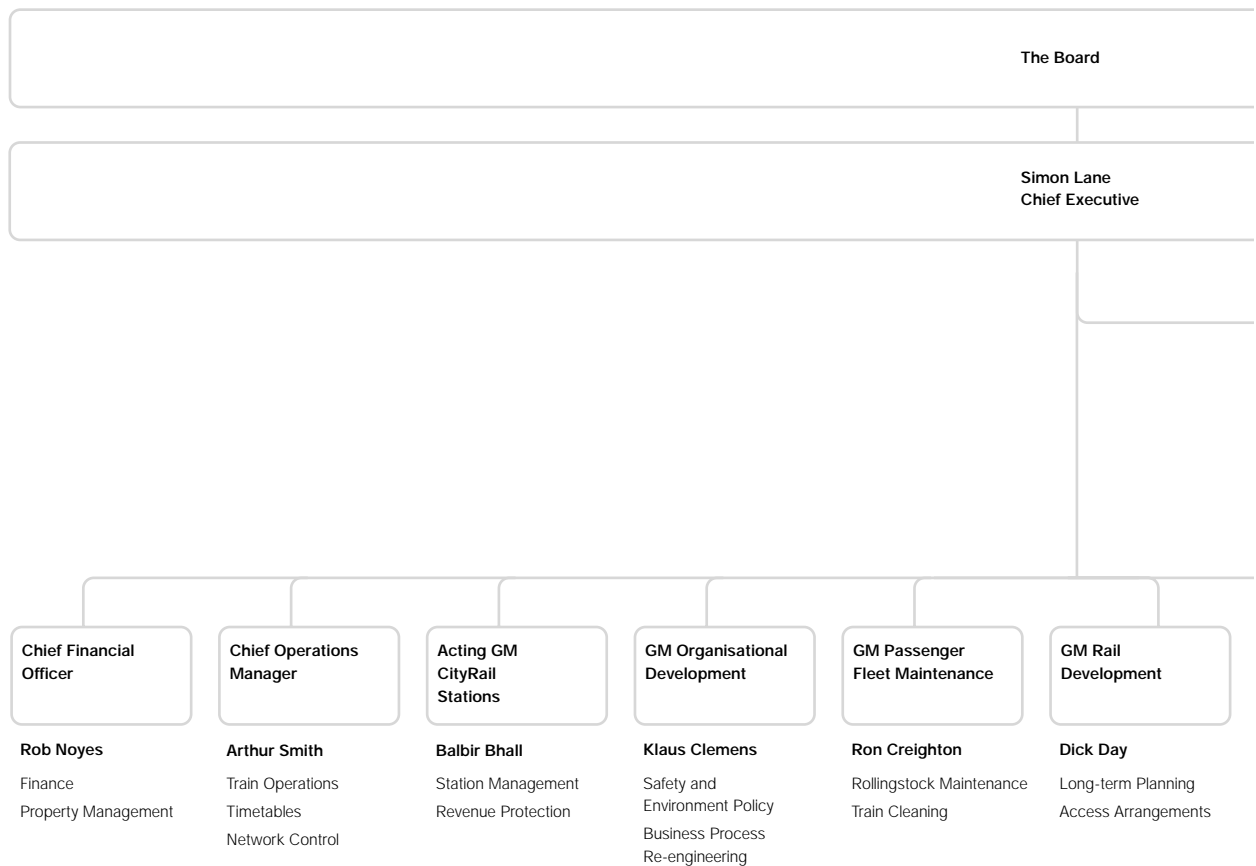 The Board
Simon Lane
Chief Executive
Chief Financial
Officer
Rob Noyes
Finance
Property Management
Chief Operations
Manager
Arthur Smith
Train Operations
Timetables
Network Control
Acting GM
CityRail
Stations
Balbir Bhall
Station Management
Revenue Protection
GM Organisational
Development
Klaus Clemens
Safety and
Environment Policy
Business Process
Re-engineering
GM Passenger
Fleet Maintenance
Ron Creighton
Rollingstock Maintenance
Train Cleaning
GM Rail
Development
Dick Day
Long-term Planning
Access Arrangements